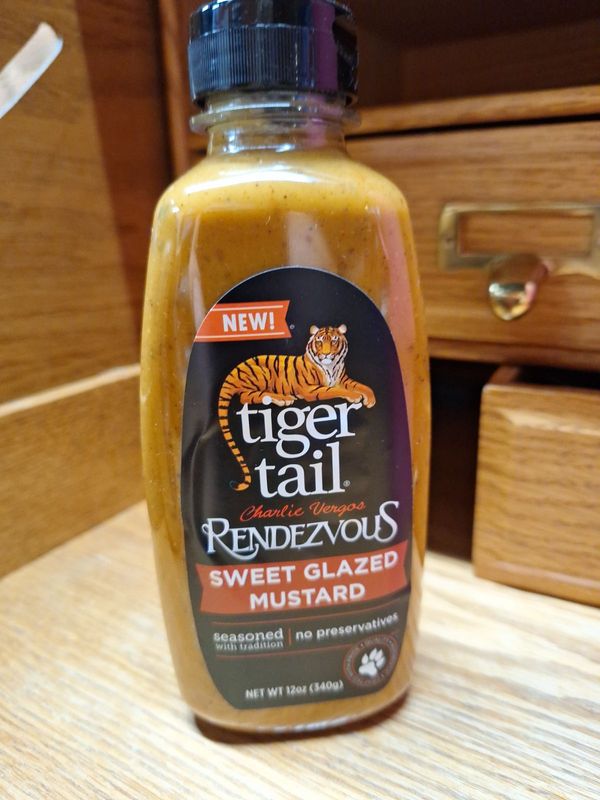 NEW!
tiger
tail®
Charlie Vergos
RENDEZVOUS
SWEET GLAZED
MUSTARD
seasoned
with tradition
no preservatives
NET WT 12oz (340g)